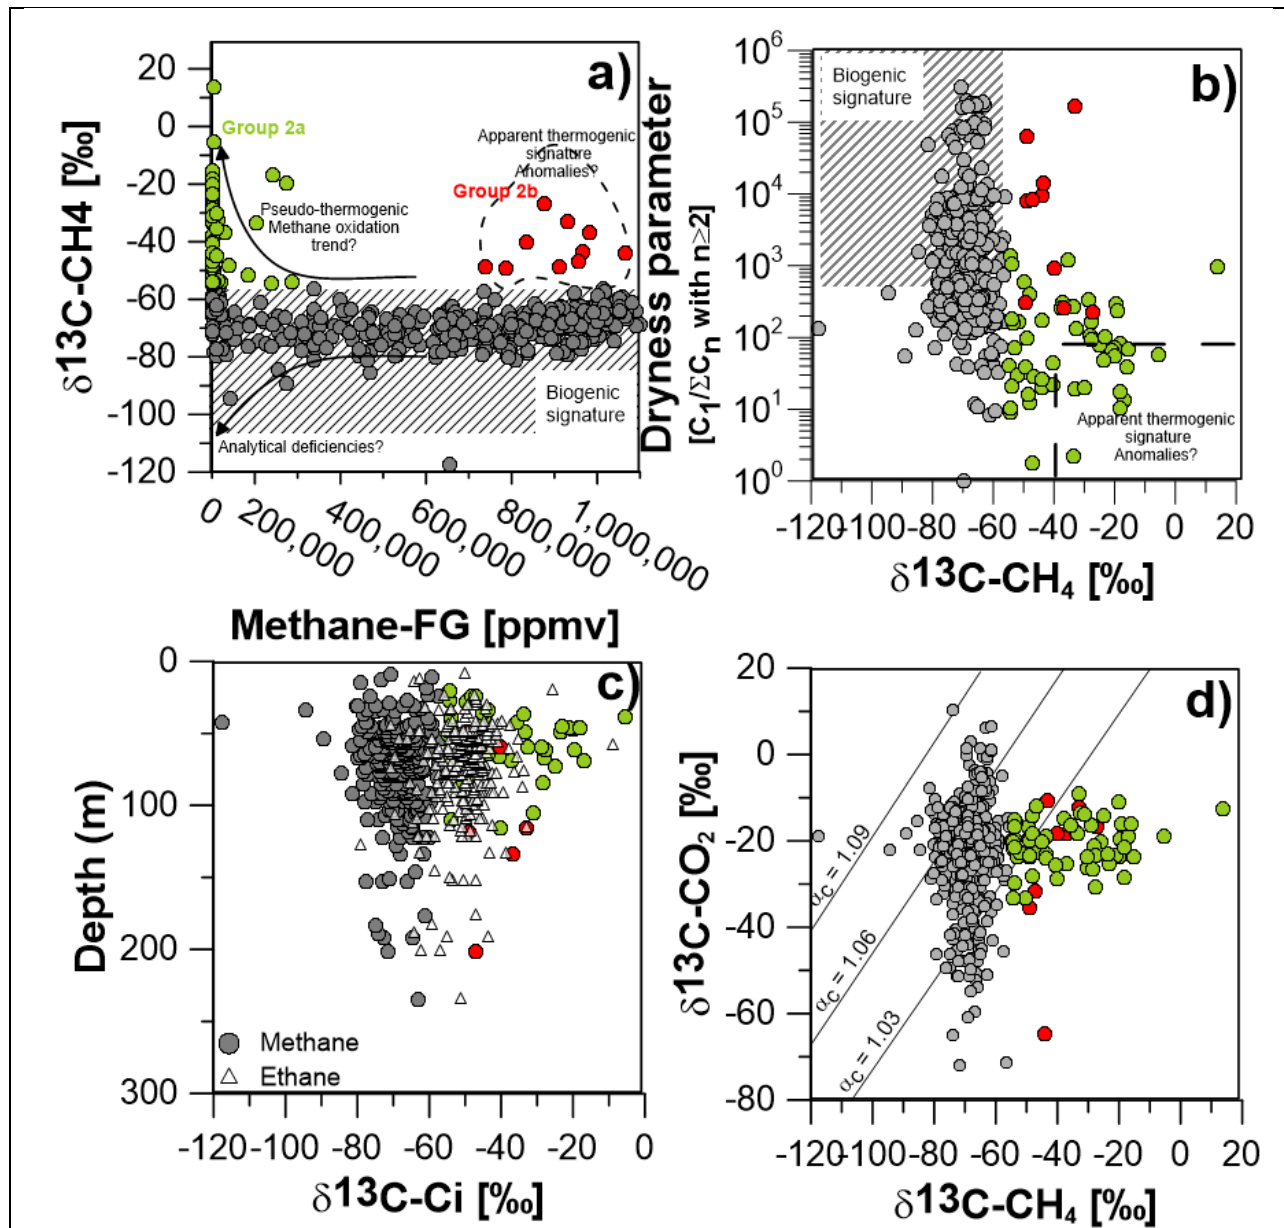 a)
20
0
-20
-40
-60
-80
-100
-120
δ13C-CH4 [‰]
Group 2a
Pseudo-thermogenic
Methane oxidation
trend?
Apparent thermogenic
signature
Anomalies?
Group 2b
Biogenic
signature
Analytical deficiencies?
0
200,000
400,000
600,000
800,000
1,000,000
Methane-FG [ppmv]
b)
Dryness parameter
[C1/ΣCn with n≥2]
10^6
10^5
10^4
10^3
10^2
10^1
10^0
Biogenic
signature
Apparent thermogenic
signature
Anomalies?
-120
-100
-80
-60
-40
-20
0
20
δ13C-CH4 [‰]
c)
0
100
200
300
Depth (m)
Methane
Ethane
-120
-100
-80
-60
-40
-20
0
δ13C-Ci [‰]
d)
20
0
-20
-40
-60
-80
δ13C-CO2 [‰]
αc = 1.09
αc = 1.06
αc = 1.03
-120
-100
-80
-60
-40
-20
0
20
δ13C-CH4 [‰]